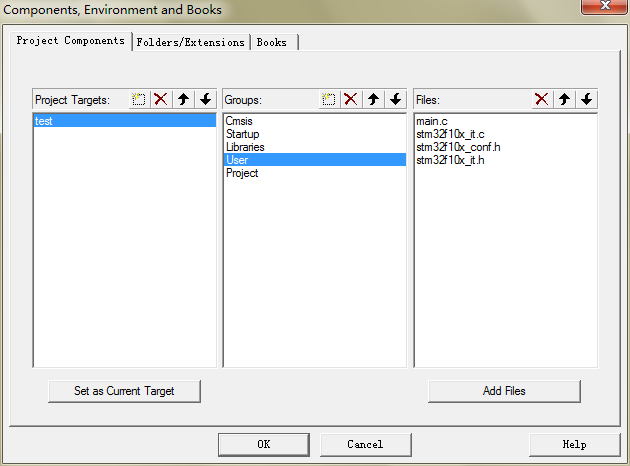 Components, Environment and Books
Project Components Folders/Extensions Books
Project Targets: Groups: Files:
test
Cmsis
Startup
Libraries
User
Project
main.c
stm32f10x_it.c
stm32f10x_conf.h
stm32f10x_it.h
Set as Current Target Add Files
OK Cancel Help